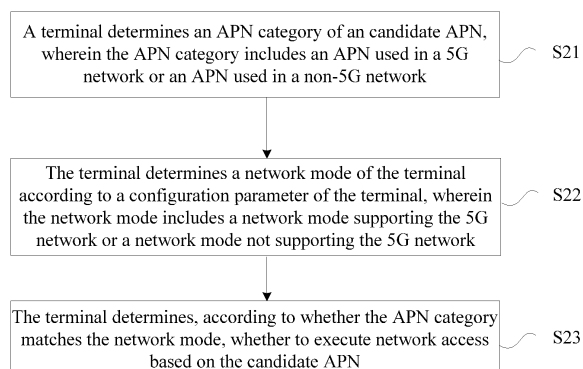 A terminal determines an APN category of an candidate APN,
wherein the APN category includes an APN used in a 5G
network or an APN used in a non-5G network
S21
The terminal determines a network mode of the terminal
according to a configuration parameter of the terminal, wherein
the network mode includes a network mode supporting the 5G
network or a network mode not supporting the 5G network
S22
The terminal determines, according to whether the APN category
matches the network mode, whether to execute network access
based on the candidate APN
S23